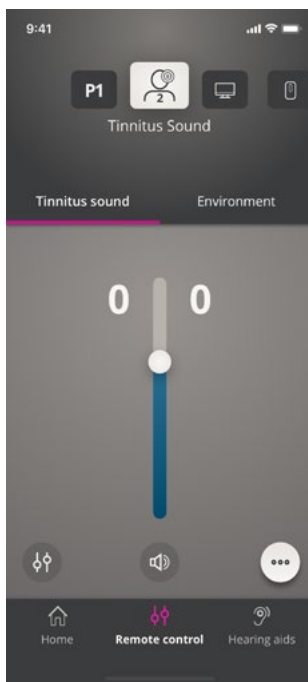 9:41
P1
2
Tinnitus Sound
Tinnitus sound Environment
0 0
Home Remote control Hearing aids